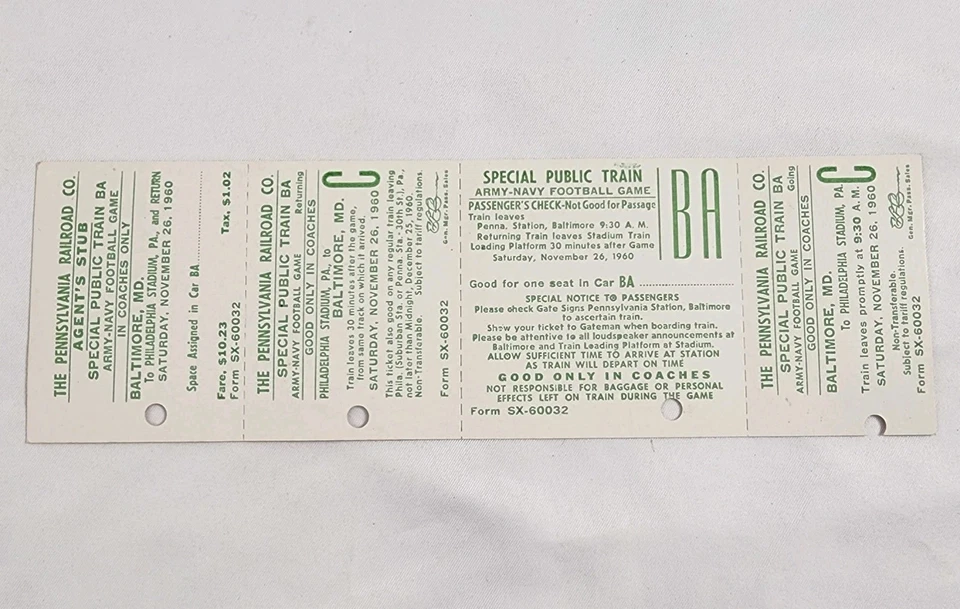 THE PENNSYLVANIA RAILROAD CO.
AGENT'S STUB
SPECIAL PUBLIC TRAIN BA
ARMY-NAVY FOOTBALL GAME
IN COACHES ONLY
BALTIMORE, MD.
To PHILADELPHIA STADIUM, PA., and RETURN
SATURDAY, NOVEMBER 26, 1960
Space Assigned in Car BA
Fare, $10.23 Tax, $1.02
Form SX-60032
THE PENNSYLVANIA RAILROAD CO.
SPECIAL PUBLIC TRAIN BA
ARMY-NAVY FOOTBALL GAME Returning
GOOD ONLY IN COACHES
PHILADELPHIA STADIUM, PA., to
BALTIMORE, MD.
C
Train leaves 30 minutes after the game,
from same track on which it arrived.
SATURDAY, NOVEMBER 26, 1960
This ticket also good on any regular train leaving
Phila. (Suburban Sta. or Penna. Sta.-30th St.), Pa.,
not later than Midnight, December 25, 1960
Non-Transferable. Subject to tariff regulations.
Form SX-60032 Gen. Mgr. Pass. Sales
SPECIAL PUBLIC TRAIN
ARMY-NAVY FOOTBALL GAME
PASSENGER'S CHECK-Not Good for Passage
BA
Train leaves
Penna. Station, Baltimore 9:30 A. M.
Returning Train leaves Stadium Train
Loading Platform 30 minutes after Game
Saturday, November 26, 1960
Good for one seat in Car BA
SPECIAL NOTICE TO PASSENGERS
Please check Gate Signs Pennsylvania Station, Baltimore
to ascertain train.
Show your ticket to Gateman when boarding train.
Please be attentive to all loudspeaker announcements at
Baltimore and Train Loading Platform at Stadium.
ALLOW SUFFICIENT TIME TO ARRIVE AT STATION
AS TRAIN WILL DEPART ON TIME
GOOD ONLY IN COACHES
NOT RESPONSIBLE FOR BAGGAGE OR PERSONAL
EFFECTS LEFT ON TRAIN DURING THE GAME
Form SX-60032
THE PENNSYLVANIA RAILROAD CO.
SPECIAL PUBLIC TRAIN BA
ARMY-NAVY FOOTBALL GAME Going
GOOD ONLY IN COACHES
BALTIMORE, MD.
To PHILADELPHIA STADIUM, PA.
C
Train leaves promptly at 9:30 A. M.
SATURDAY, NOVEMBER 26, 1960
Non-Transferable.
Subject to tariff regulations.
Form SX-60032 Gen. Mgr. Pass. Sales